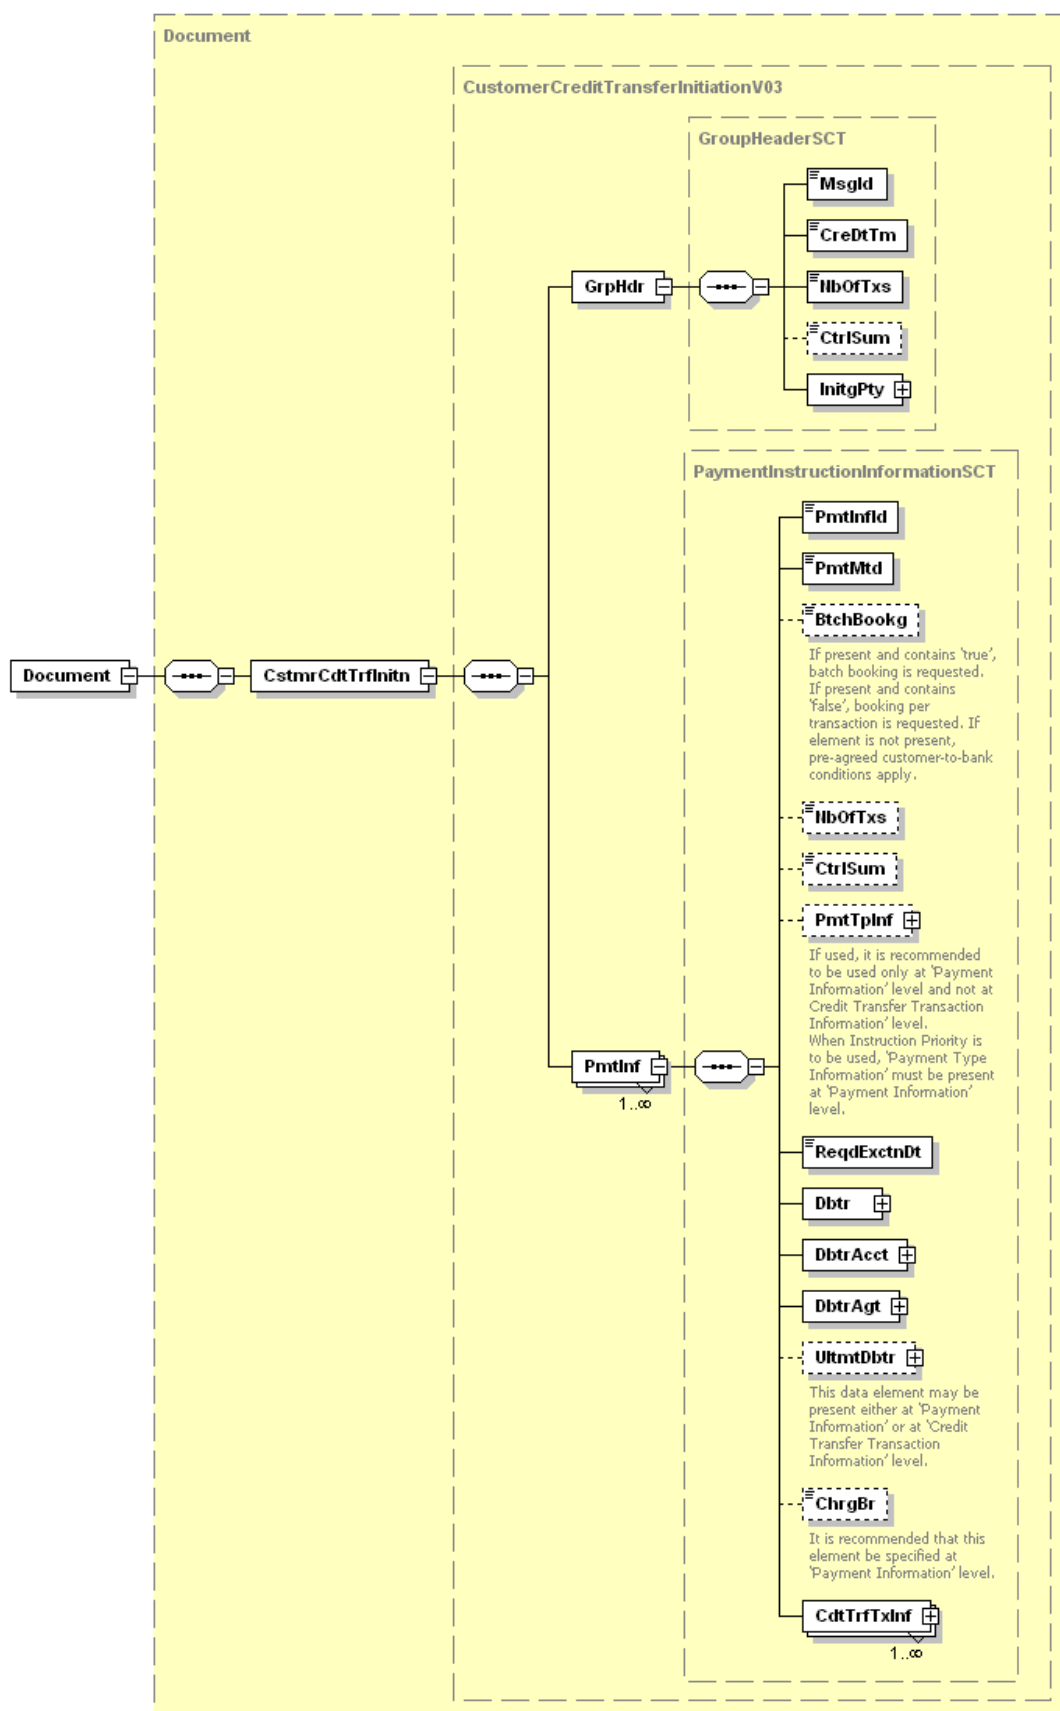 Document
CustomerCreditTransferInitiationV03
GroupHeaderSCT
MsgId
CreDtTm
GrpHdr
NbOfTxs
CtrlSum
InitgPty
PaymentInstructionInformationSCT
PmtInfId
PmtMtd
BtchBookg
If present and contains 'true',
batch booking is requested.
If present and contains
'false', booking per
transaction is requested. If
element is not present,
pre-agreed customer-to-bank
conditions apply.
Document
CstmrCdtTrfInitn
NbOfTxs
CtrlSum
PmtTpInf
If used, it is recommended
to be used only at 'Payment
Information' level and not at
Credit Transfer Transaction
Information' level.
When Instruction Priority is
to be used, 'Payment Type
Information' must be present
at 'Payment Information'
level.
PmtInf
1..∞
ReqdExctnDt
Dbtr
DbtrAcct
DbtrAgt
UltmtDbtr
This data element may be
present either at 'Payment
Information' or at 'Credit
Transfer Transaction
Information' level.
ChrgBr
It is recommended that this
element be specified at
'Payment Information' level.
CdtTrfTxInf
1..∞